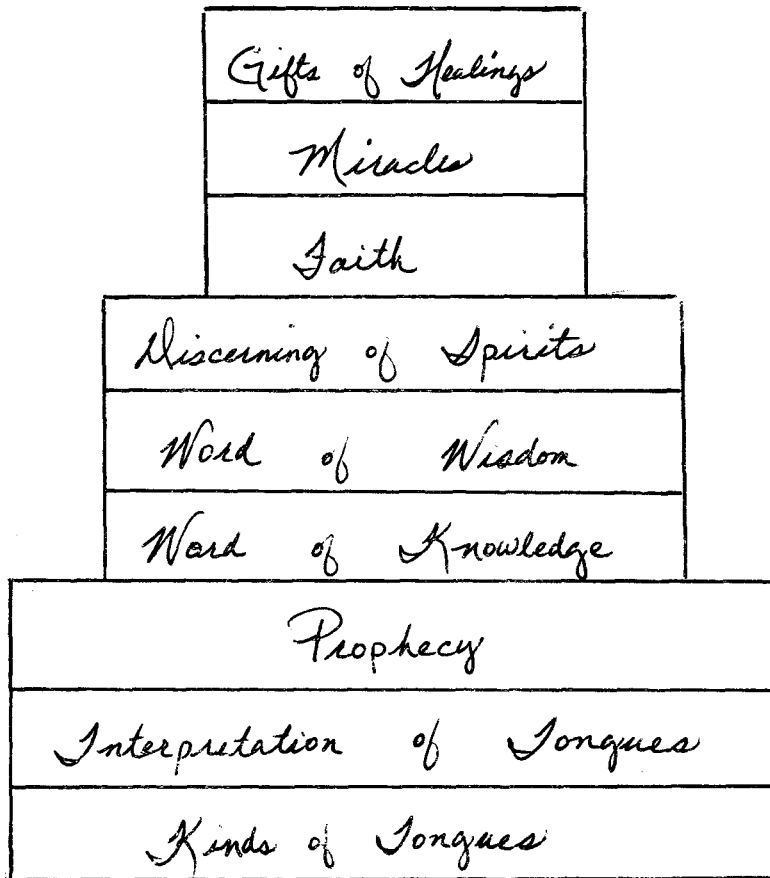 Gifts of Healings
Miracles
Faith
Discerning of Spirits
Word of Wisdom
Word of Knowledge
Prophecy
Interpretation of Tongues
Kinds of Tongues